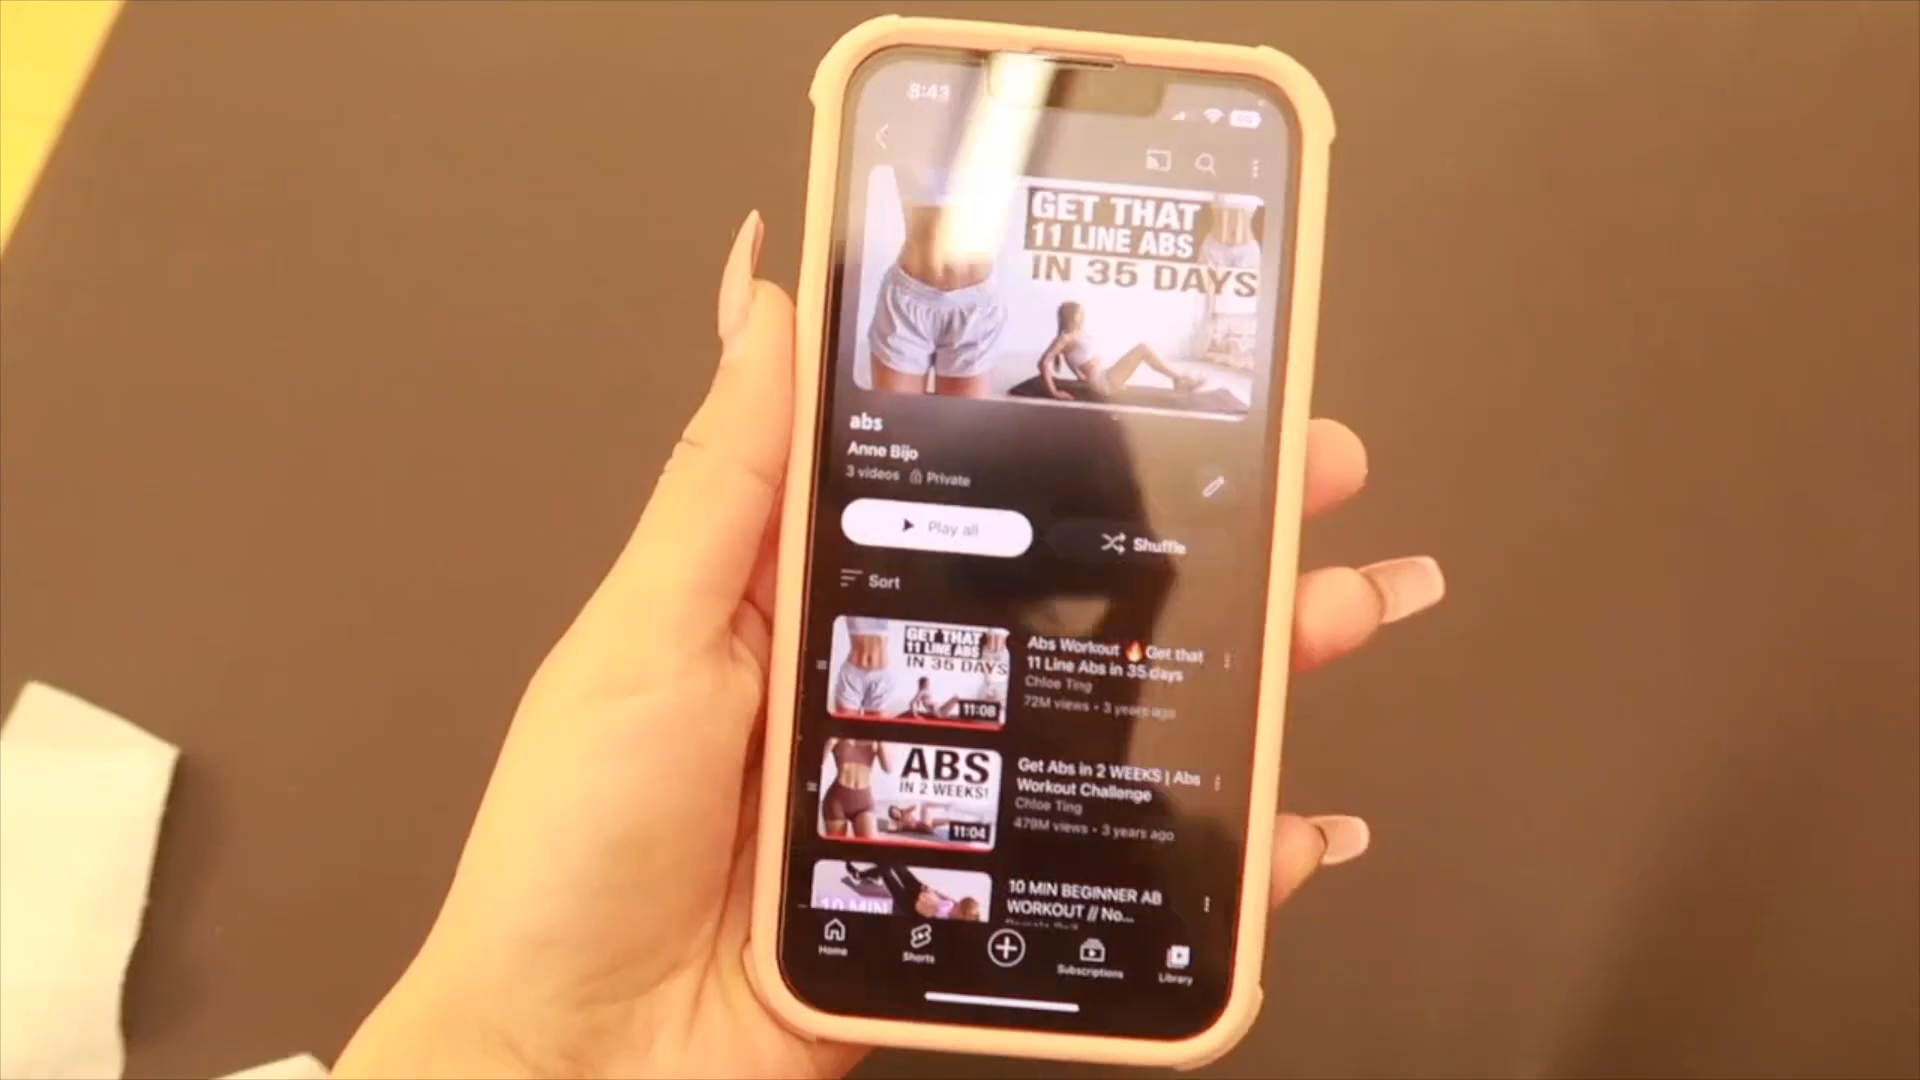 8:43
GET THAT
11 LINE ABS
IN 35 DAYS
abs
Anne Bijo
3 videos Private
Play all
Shuffle
Sort
GET THAT
11 LINE ABS
IN 35 DAYS
11:08
Abs Workout 🔥Get that
11 Line Abs in 35 days
Chloe Ting
72M views • 3 years ago
ABS
IN 2 WEEKS!
11:04
Get Abs in 2 WEEKS | Abs
Workout Challenge
Chloe Ting
479M views • 3 years ago
10 MIN
10 MIN BEGINNER AB
WORKOUT // No...
Home
Shorts
Subscriptions
Library